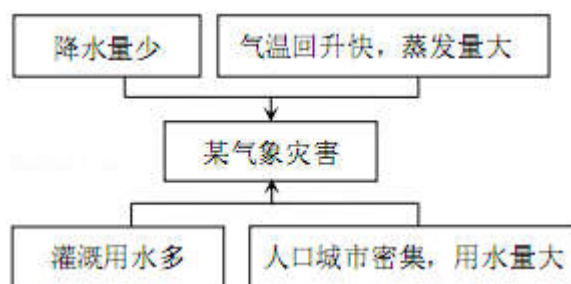 降水量少
气温回升快，蒸发量大
某气象灾害
灌溉用水多
人口城市密集，用水量大